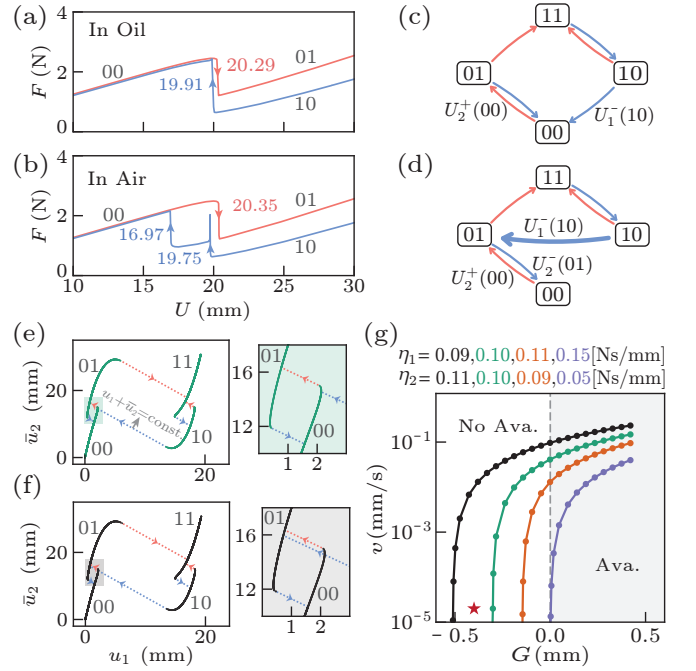 (a)
In Oil
F (N)
4
2
0
00
19.91
20.29
01
10
(b)
In Air
F (N)
4
2
0
00
16.97
19.75
20.35
01
10
10
15
20
25
30
U (mm)
(c)
11
01
10
00
U₂⁺(00)
U₁⁻(10)
(d)
11
01
10
00
U₁⁻(10)
U₂⁻(01)
U₂⁺(00)
(e)
ū₂ (mm)
30
15
0
01
11
u₁+ū₂=const.
00
10
0
20
16
12
01
00
1
2
(f)
ū₂ (mm)
30
15
0
01
11
00
10
0
20
u₁ (mm)
16
12
01
00
1
2
(g)
η₁= 0.09,0.10,0.11,0.15[Ns/mm]
η₂= 0.11,0.10,0.09,0.05[Ns/mm]
No Ava.
Ava.
v (mm/s)
10⁻¹
10⁻³
10⁻⁵
−0.5
0.0
0.5
G (mm)